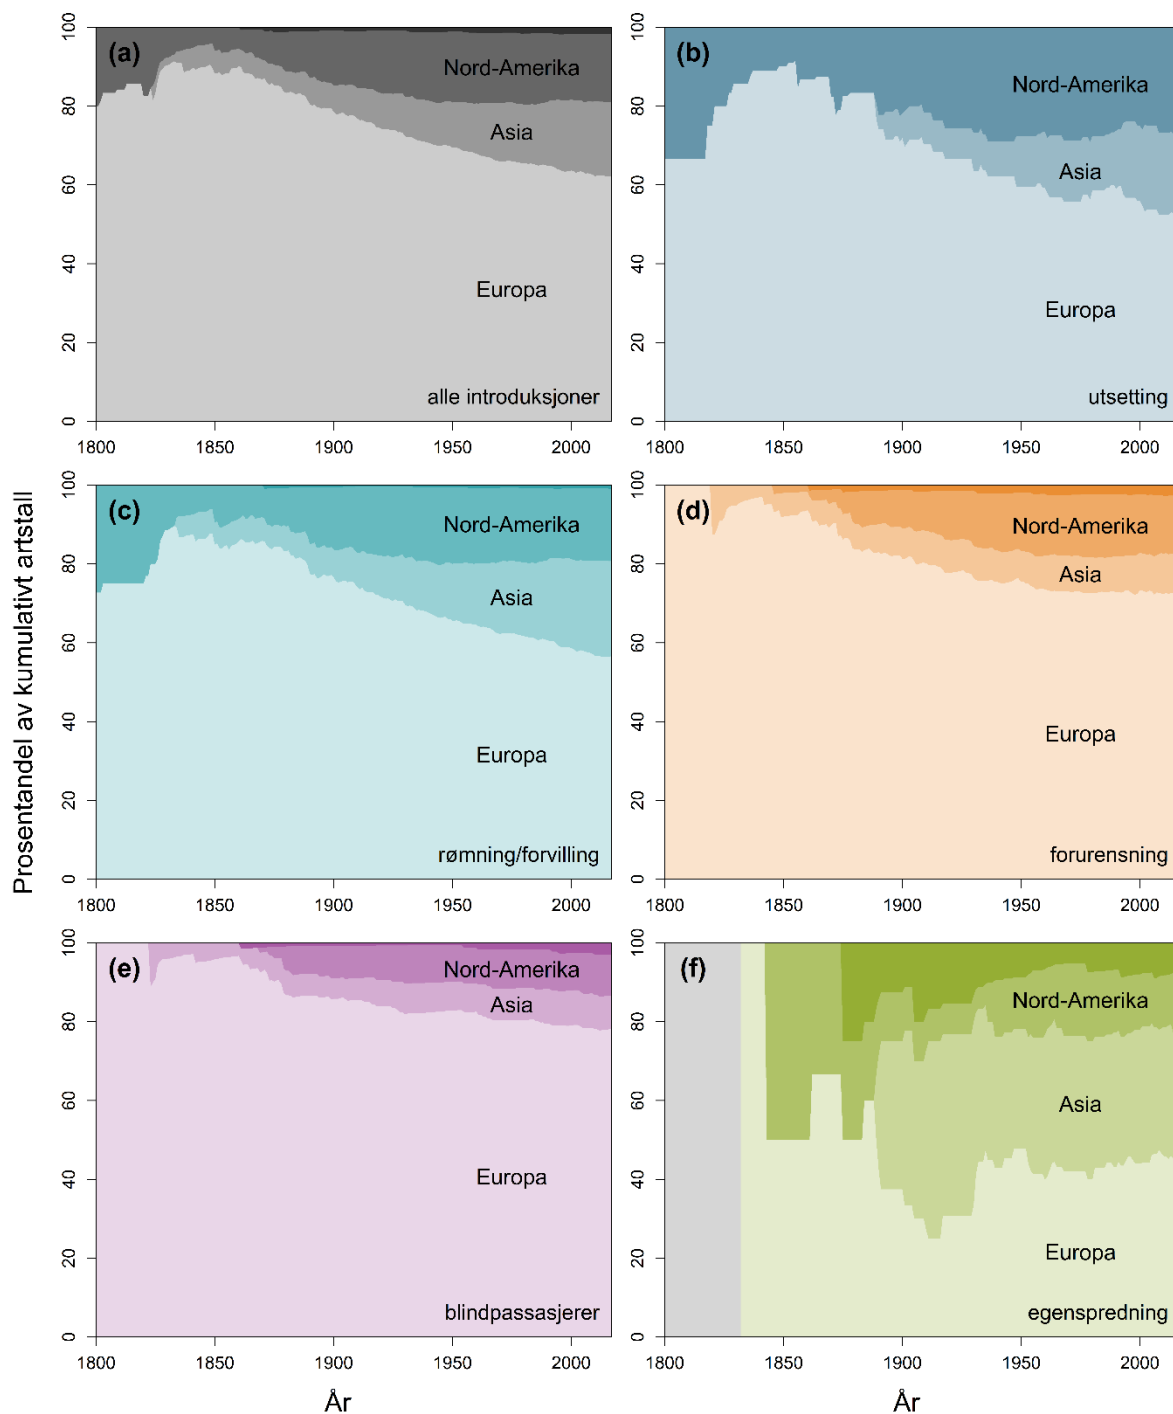 Prosentandel av kumulativt artstall
(a)
100
80
60
40
20
0
Nord-Amerika
Asia
Europa
alle introduksjoner
1800 1850 1900 1950 2000
(b)
100
80
60
40
20
0
Nord-Amerika
Asia
Europa
utsetting
1800 1850 1900 1950 2000
(c)
100
80
60
40
20
0
Nord-Amerika
Asia
Europa
rømning/forvilling
1800 1850 1900 1950 2000
(d)
100
80
60
40
20
0
Nord-Amerika
Asia
Europa
forurensning
1800 1850 1900 1950 2000
(e)
100
80
60
40
20
0
Nord-Amerika
Asia
Europa
blindpassasjerer
1800 1850 1900 1950 2000
År
(f)
100
80
60
40
20
0
Nord-Amerika
Asia
Europa
egenspredning
1800 1850 1900 1950 2000
År